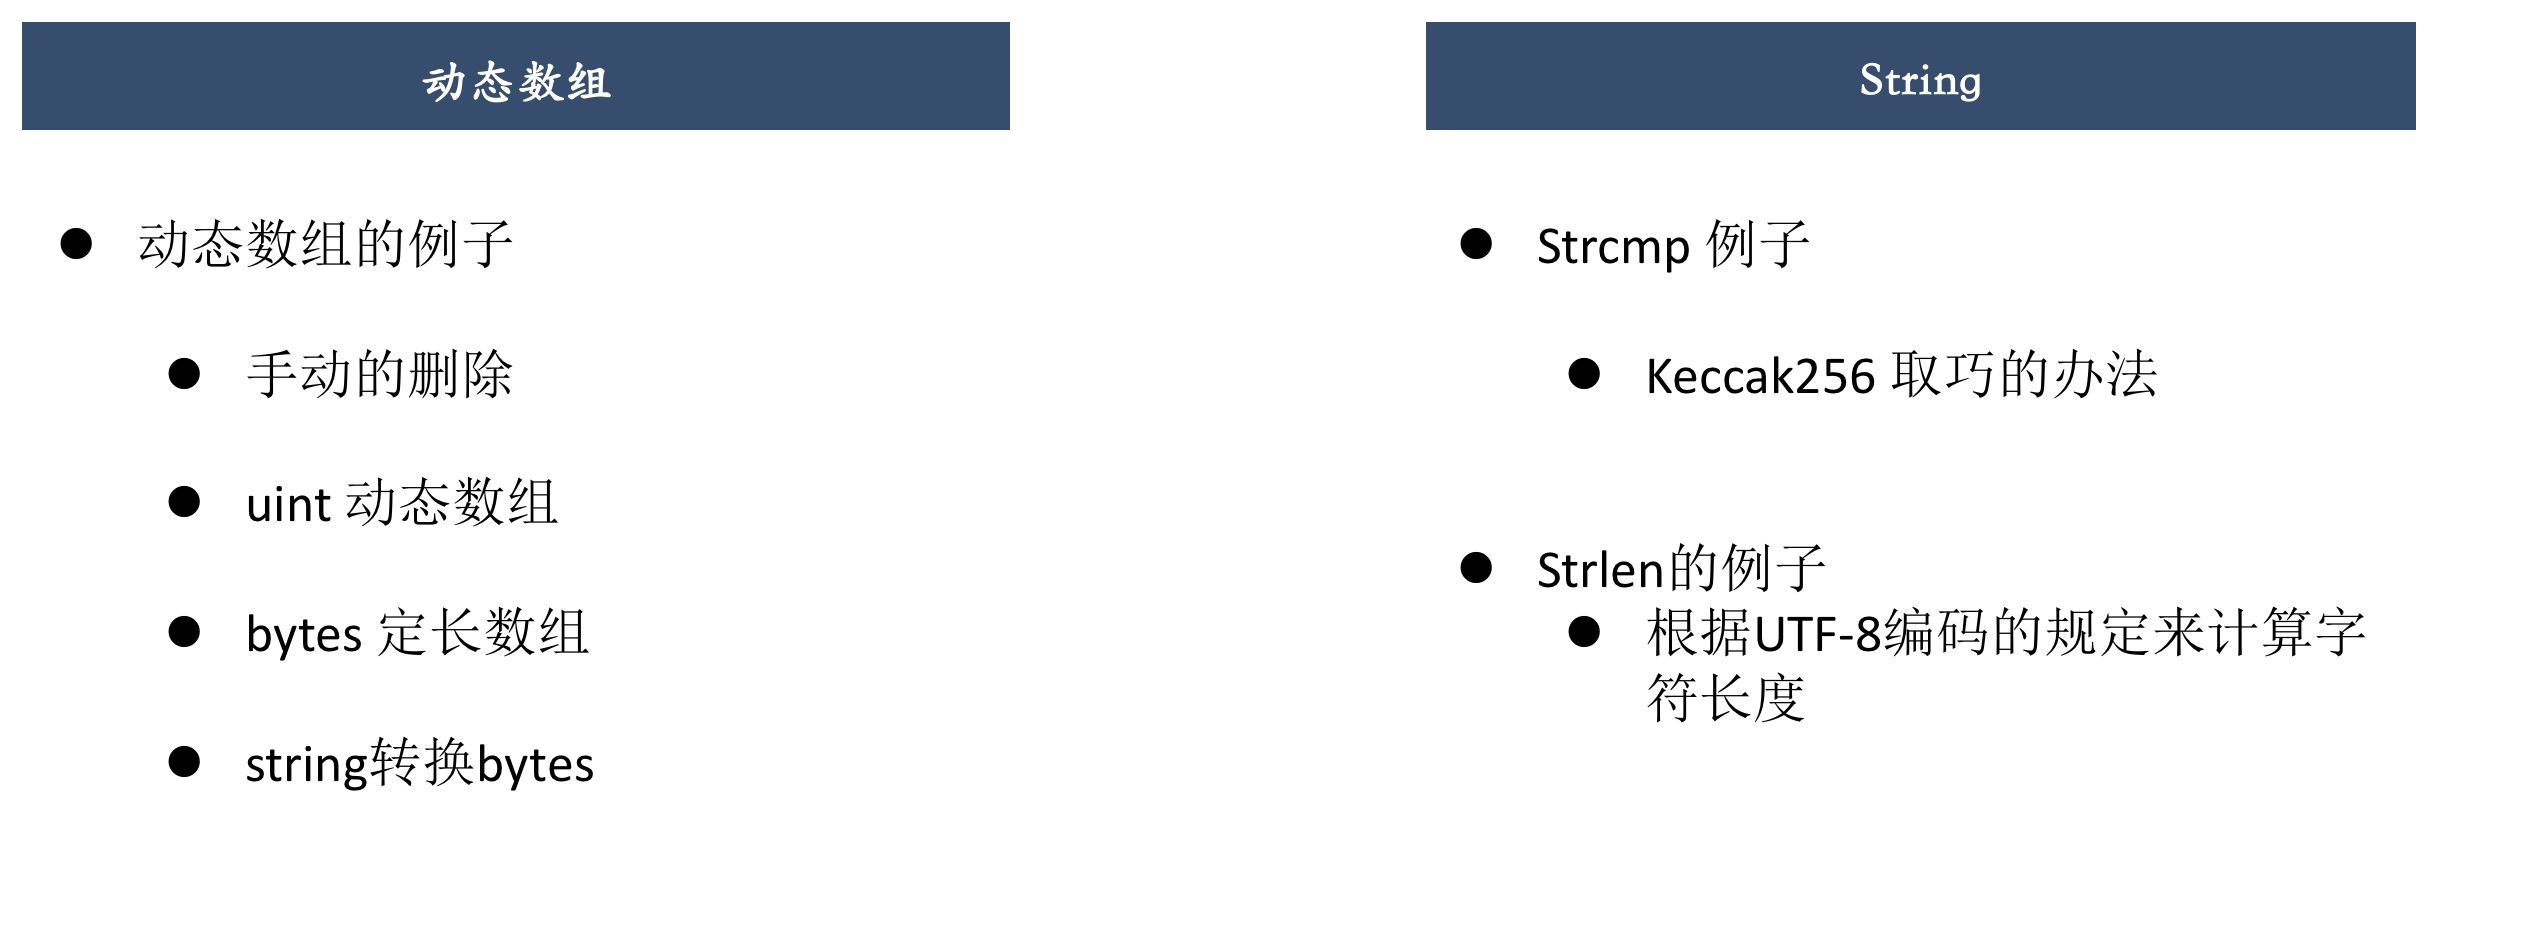 动态数组
动态数组的例子
手动的删除
uint 动态数组
bytes 定长数组
string转换bytes
String
Strcmp 例子
Keccak256 取巧的办法
Strlen的例子
根据UTF-8编码的规定来计算字
符长度